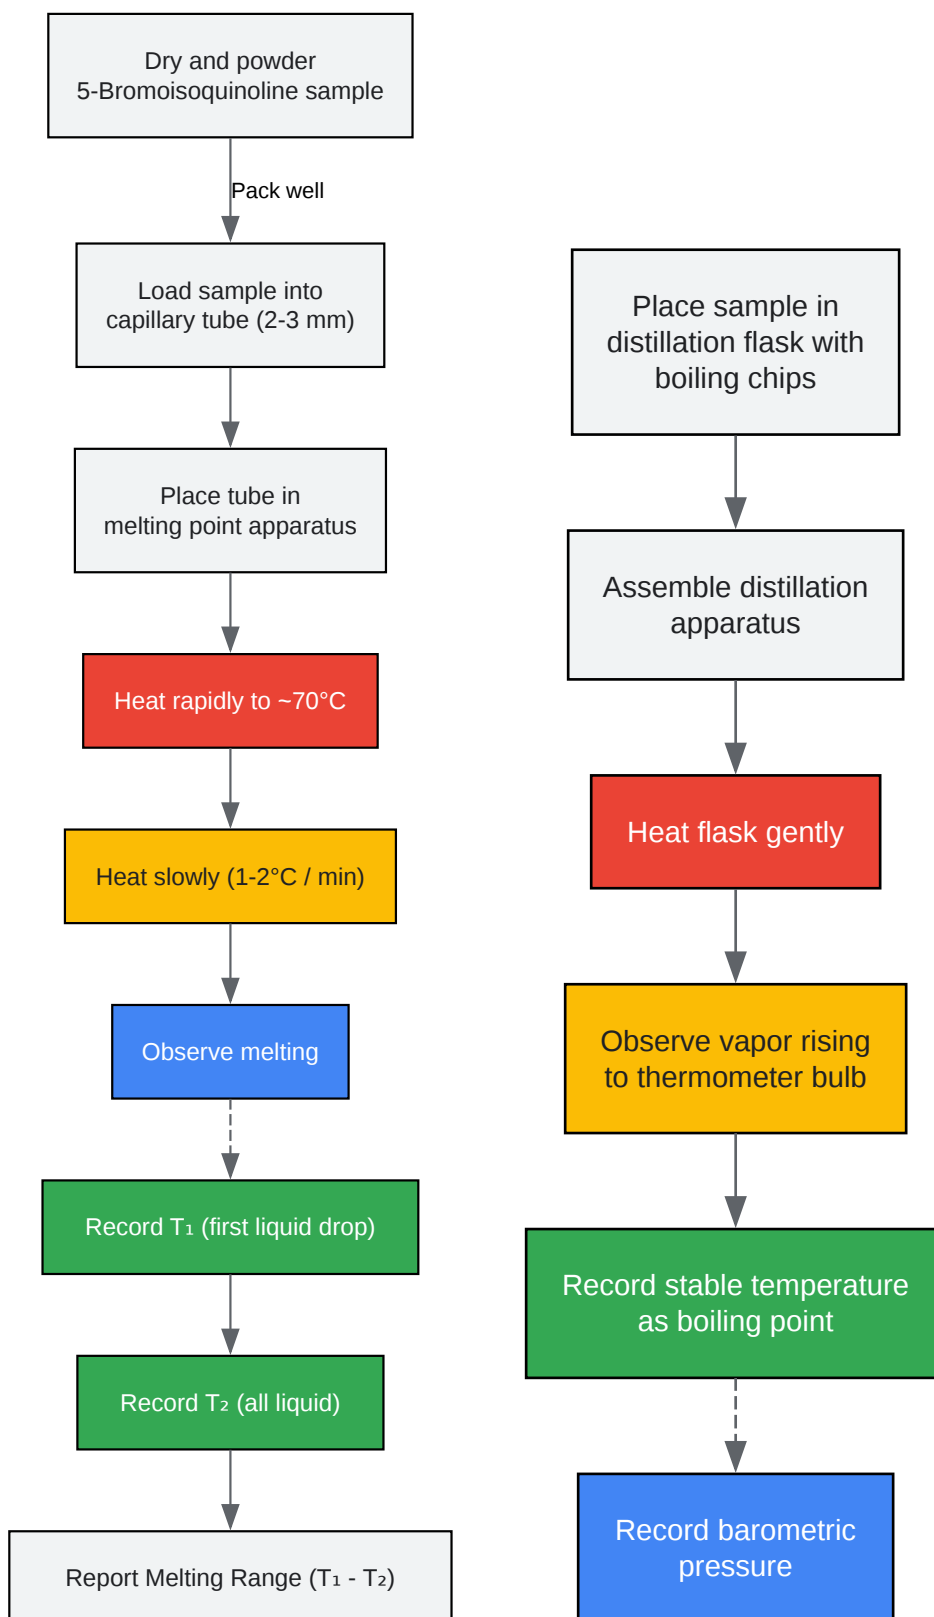 Dry and powder
5-Bromoisoquinoline sample
Pack well
Load sample into
capillary tube (2-3 mm)
Place tube in
melting point apparatus
Heat rapidly to ~70°C
Heat slowly (1-2°C / min)
Observe melting
Record T₁ (first liquid drop)
Record T₂ (all liquid)
Report Melting Range (T₁ - T₂)
Place sample in
distillation flask with
boiling chips
Assemble distillation
apparatus
Heat flask gently
Observe vapor rising
to thermometer bulb
Record stable temperature
as boiling point
Record barometric
pressure